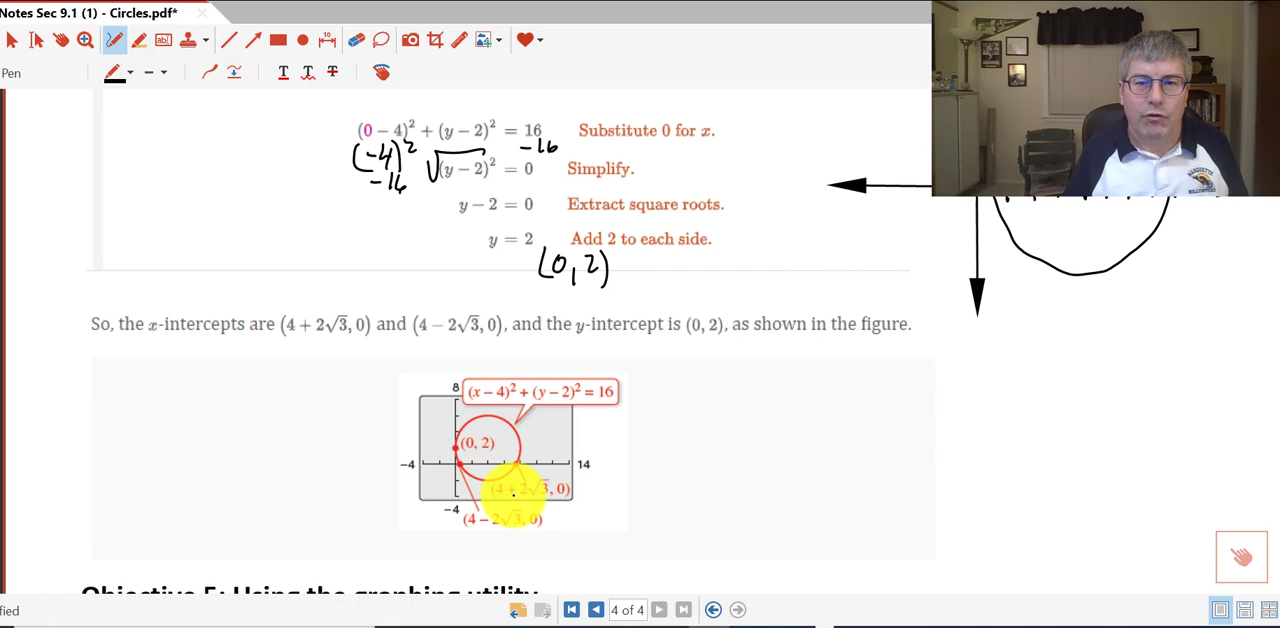 Notes Sec 9.1 (1) - Circles.pdf*
Pen
(0 − 4)² + (y − 2)² = 16 Substitute 0 for x.
(-4)² -16
√(y − 2)² = 0 Simplify.
-16
y − 2 = 0 Extract square roots.
y = 2 Add 2 to each side.
(0, 2)
So, the x-intercepts are (4 + 2√3, 0) and (4 − 2√3, 0), and the y-intercept is (0, 2), as shown in the figure.
8 (x − 4)² + (y − 2)² = 16
(0, 2)
−4 14
(4 + 2√3, 0)
−4
(4 − 2√3, 0)
Objective 5: Using the graphing utility
fied
4 of 4